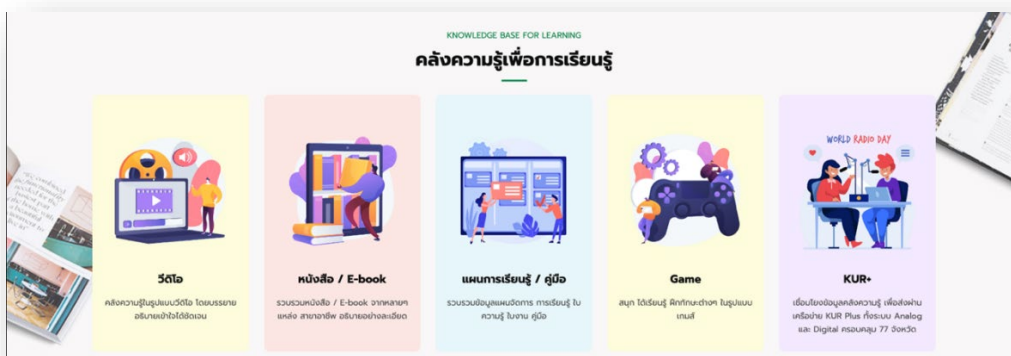 KNOWLEDGE BASE FOR LEARNING
คลังความรู้เพื่อการเรียนรู้
วีดิโอ
คลังความรู้ในรูปแบบวีดิโอ โดยบรรยาย
อธิบายเข้าใจได้ชัดเจน
หนังสือ / E-book
รวบรวมหนังสือ / E-book จากหลายๆ
แหล่ง สาขาอาชีพ อธิบายอย่างละเอียด
แผนการเรียนรู้ / คู่มือ
รวบรวมข้อมูลแผนจัดการ การเรียนรู้ ใบ
ความรู้ ใบงาน คู่มือ
Game
สนุก ได้เรียนรู้ ฝึกทักษะต่างๆ ในรูปแบบ
เกมส์
WORLD RADIO DAY
KUR+
เชื่อมโยงข้อมูลคลังความรู้ เพื่อส่งผ่าน
เครือข่าย KUR Plus ทั้งระบบ Analog
และ Digital ครอบคลุม 77 จังหวัด